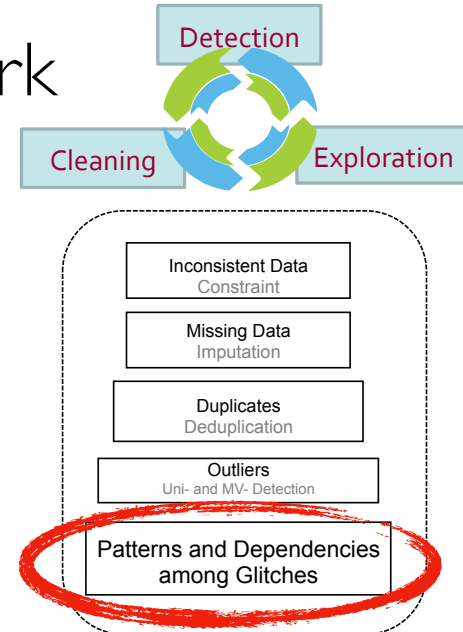 rk
Detection
Cleaning
Exploration
Inconsistent Data
Constraint
Missing Data
Imputation
Duplicates
Deduplication
Outliers
Uni- and MV- Detection
Patterns and Dependencies
among Glitches